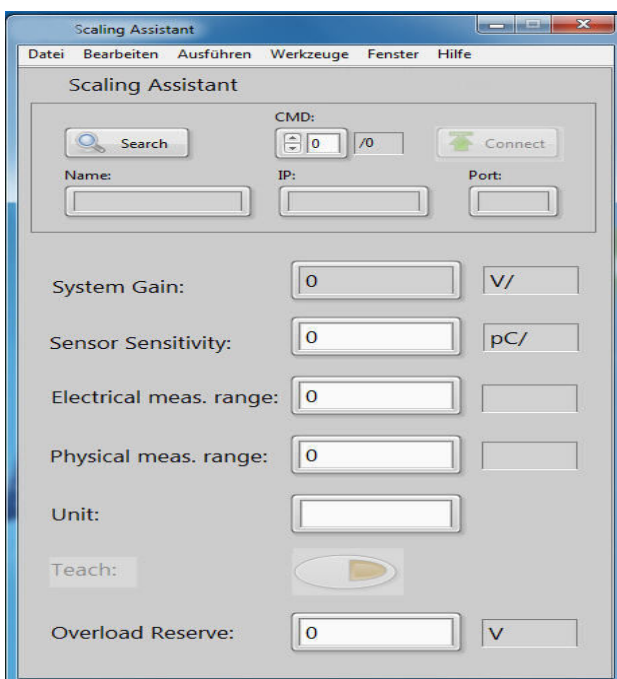 Scaling Assistant
Datei Bearbeiten Ausführen Werkzeuge Fenster Hilfe
Scaling Assistant
CMD:
Search 0 /0 Connect
Name: IP: Port:
System Gain: 0 V/
Sensor Sensitivity: 0 pC/
Electrical meas. range: 0
Physical meas. range: 0
Unit:
Teach:
Overload Reserve: 0 V